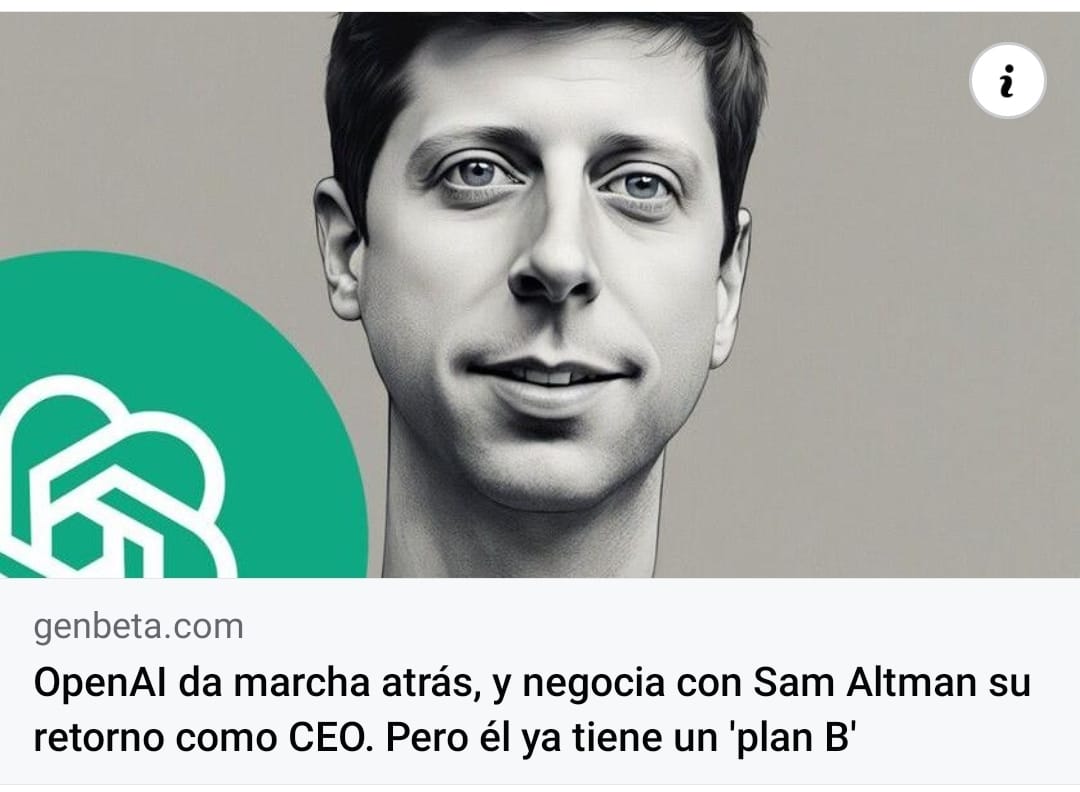 genbeta.com
OpenAI da marcha atrás, y negocia con Sam Altman su
retorno como CEO. Pero él ya tiene un 'plan B'